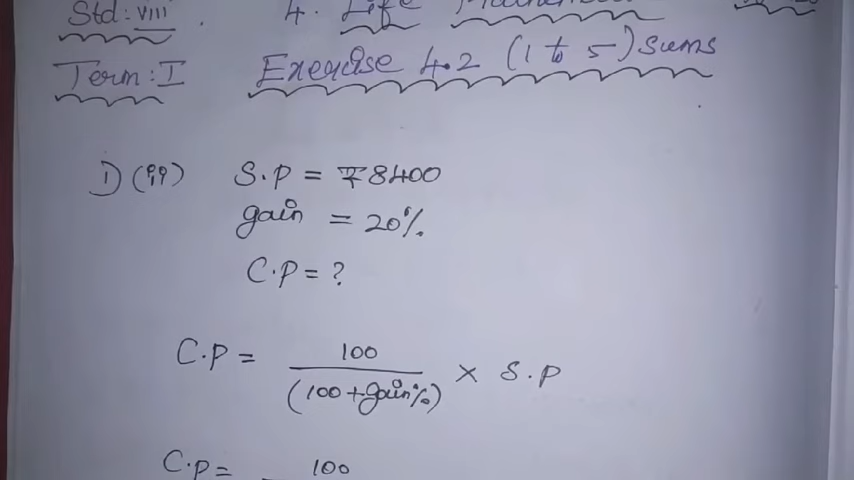 Std: VIII. 4. Life
Term: I Exercise 4.2 (1 to 5) Sums
1) (ii) S.P = ₹8400
gain = 20%.
C.P = ?
C.P = 100 / (100+gain%) × S.P
C.P = 100